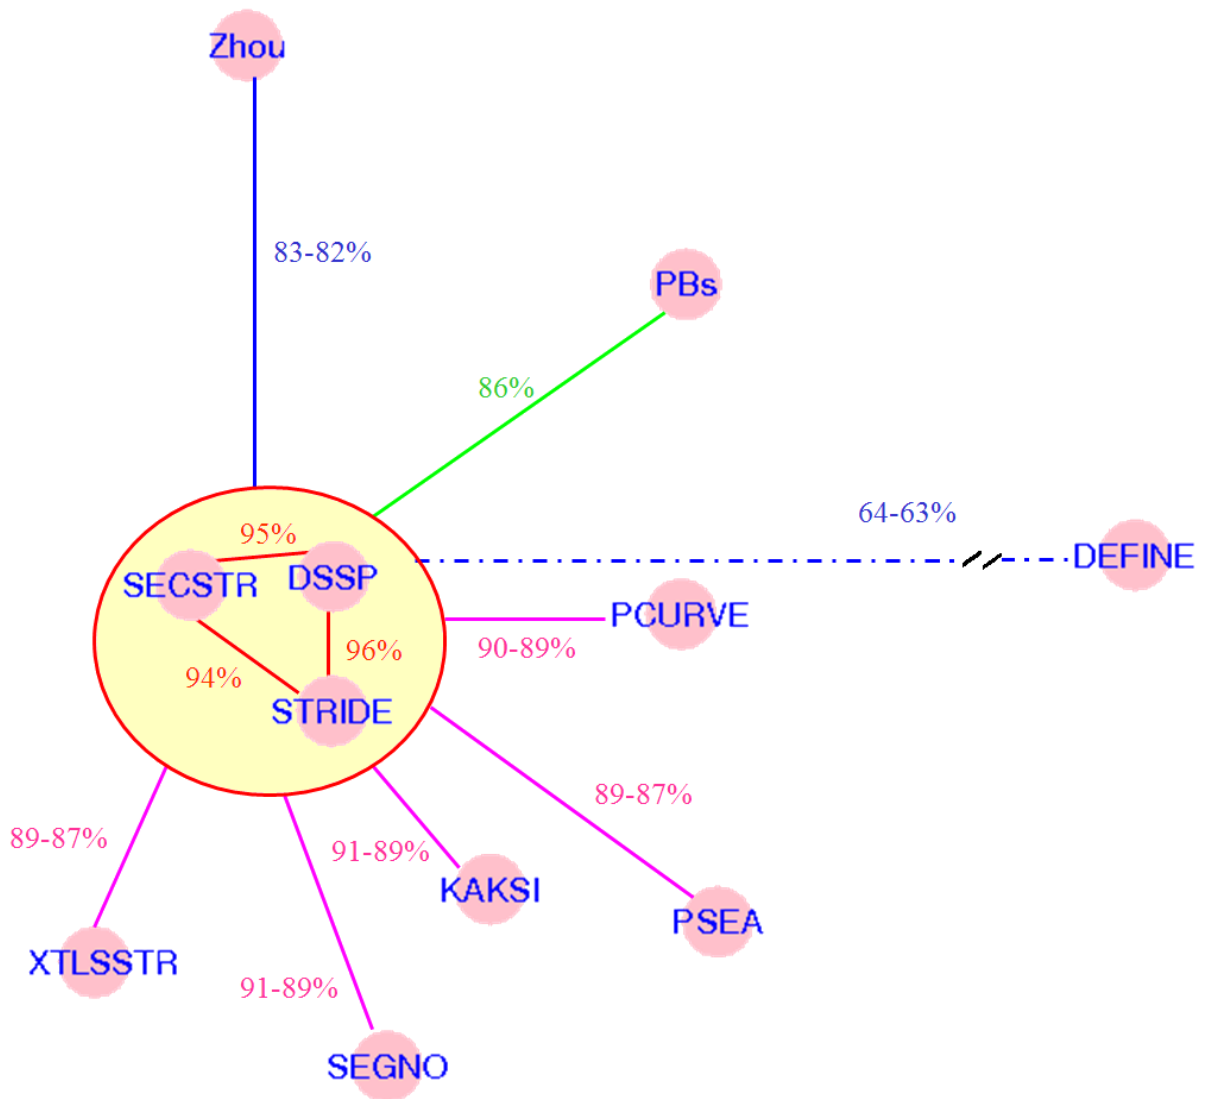 Zhou
83-82%
PBs
86%
64-63%
95%
DEFINE
SECSTR
DSSP
PCURVE
96%
90-89%
94%
STRIDE
89-87%
89-87%
91-89%
KAKSI
PSEA
XTLSSTR
91-89%
SEGNO